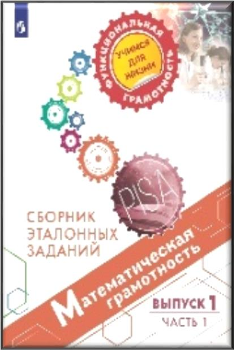 ФУНКЦИОНАЛЬНАЯ
УЧИМСЯ ДЛЯ
ЖИЗНИ
ГРАМОТНОСТЬ
PISA
СБОРНИК
ЭТАЛОННЫХ
ЗАДАНИЙ
МАТЕМАТИЧЕСКАЯ
ГРАМОТНОСТЬ
ВЫПУСК 1
ЧАСТЬ 1